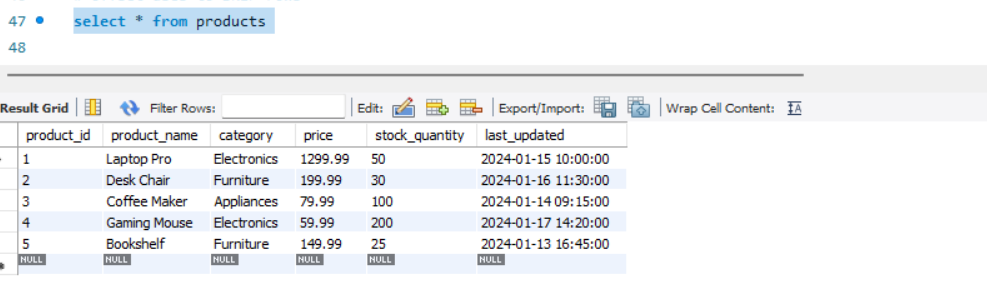 47 select * from products
48
Result Grid Filter Rows: Edit: Export/Import: Wrap Cell Content: IA
product_id product_name category price stock_quantity last_updated
1 Laptop Pro Electronics 1299.99 50 2024-01-15 10:00:00
2 Desk Chair Furniture 199.99 30 2024-01-16 11:30:00
3 Coffee Maker Appliances 79.99 100 2024-01-14 09:15:00
4 Gaming Mouse Electronics 59.99 200 2024-01-17 14:20:00
5 Bookshelf Furniture 149.99 25 2024-01-13 16:45:00
NULL NULL NULL NULL NULL NULL